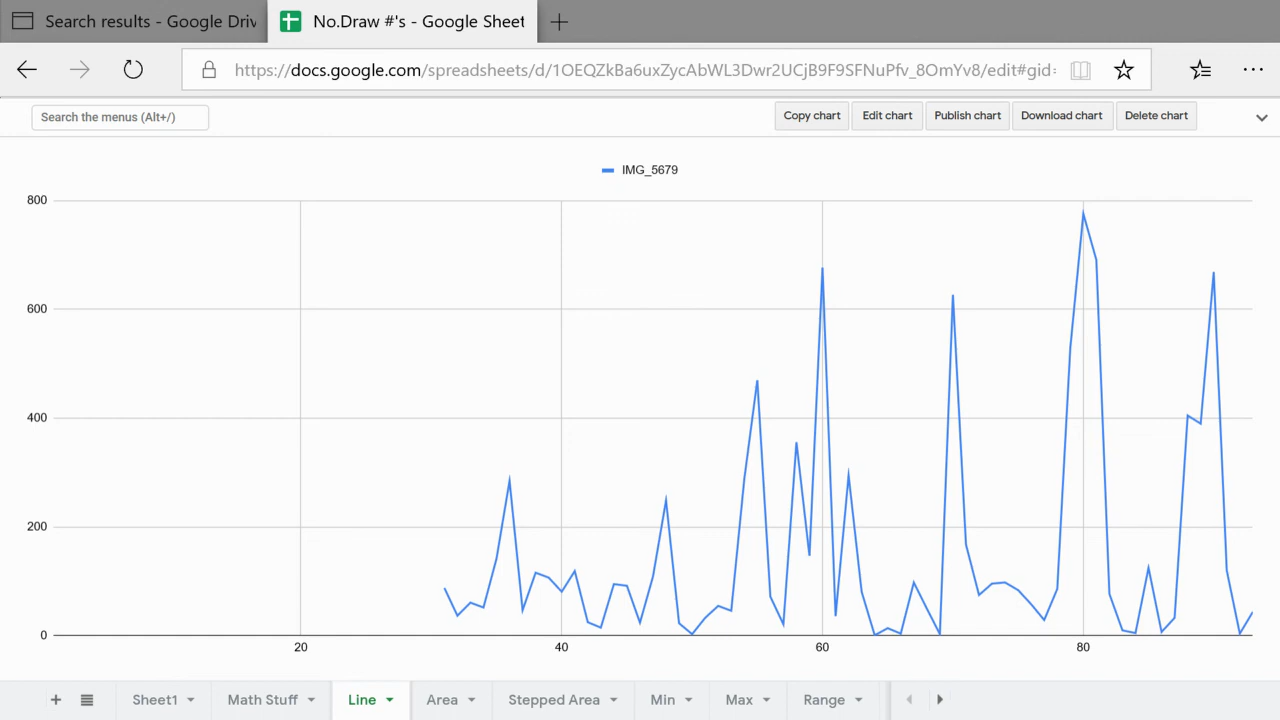 Search results - Google Driv
No.Draw #'s - Google Sheet
https://docs.google.com/spreadsheets/d/1OEQZkBa6uxZycAbWL3Dwr2UCjB9F9SFNuPfv_8OmYv8/edit#gid=
Search the menus (Alt+/)
Copy chart
Edit chart
Publish chart
Download chart
Delete chart
IMG_5679
800
600
400
200
0
20
40
60
80
Sheet1
Math Stuff
Line
Area
Stepped Area
Min
Max
Range